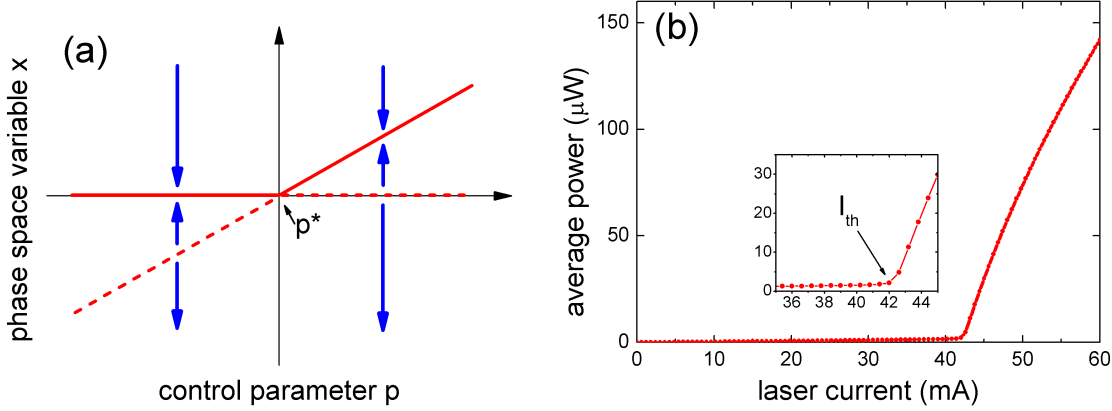 (a)
phase space variable x
p*
control parameter p
(b)
average power (μW)
150
100
50
0
0 10 20 30 40 50 60
laser current (mA)
30
20
10
0
36 38 40 42 44
I_th